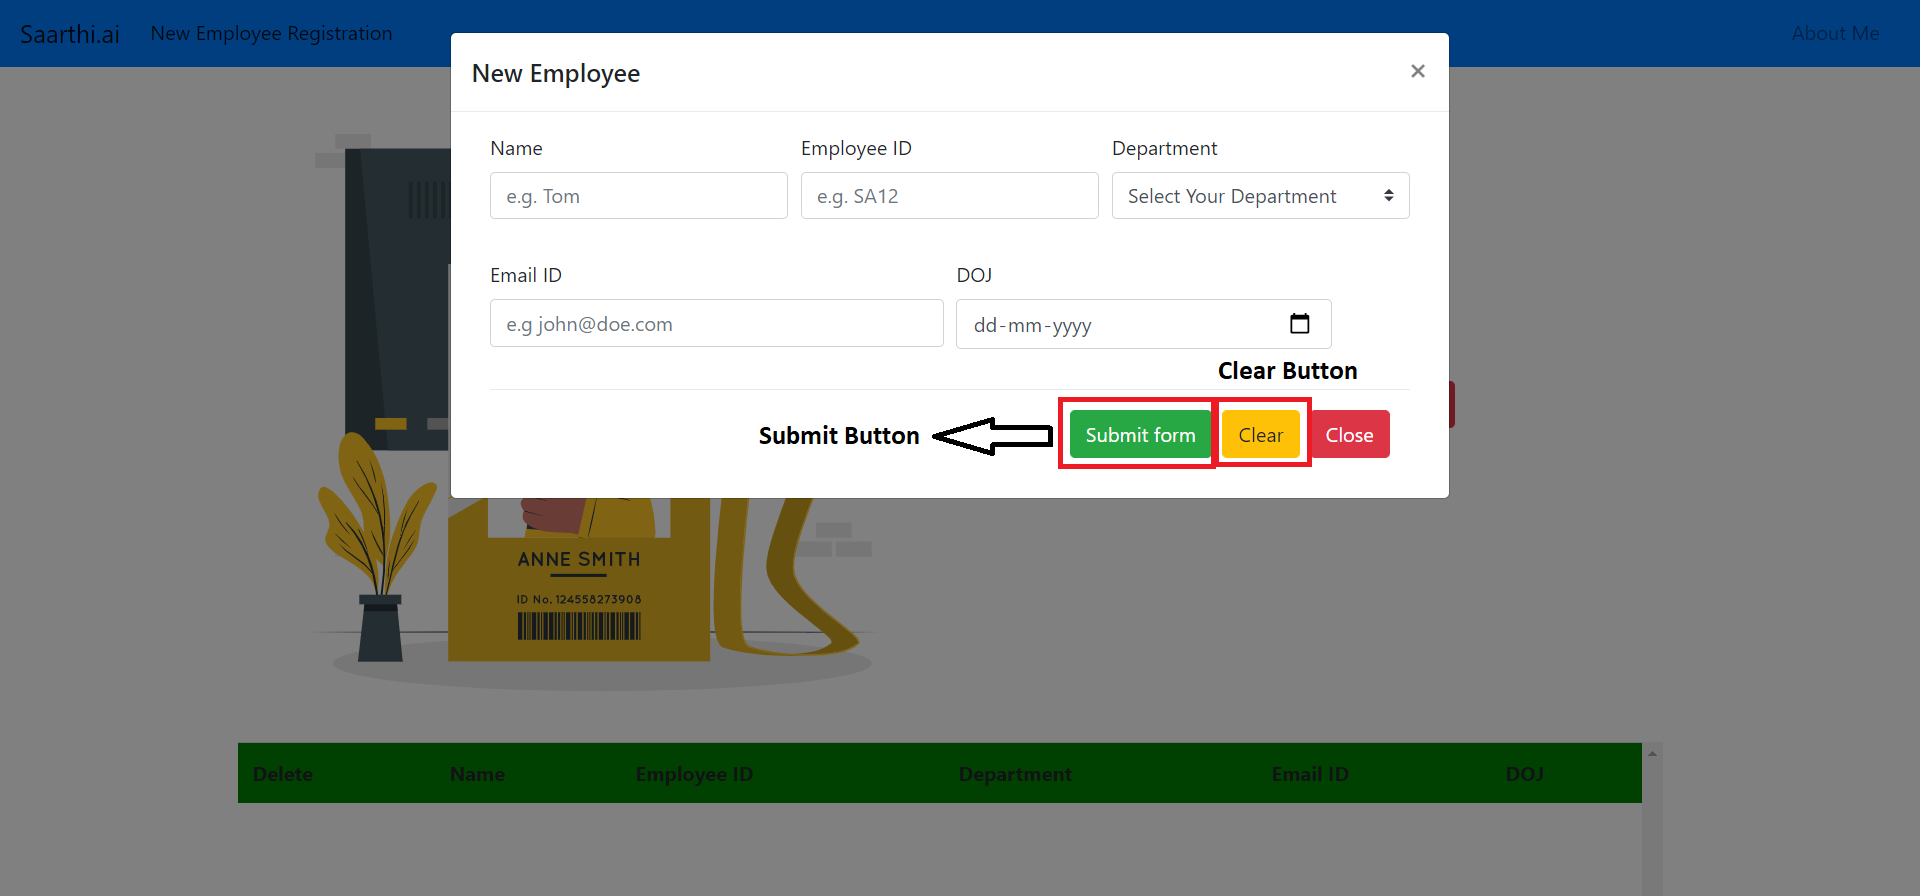 Saarthi.ai New Employee Registration About Me
New Employee ×
Name Employee ID Department
e.g. Tom e.g. SA12 Select Your Department
Email ID DOJ
e.g john@doe.com dd-mm-yyyy
Clear Button
Submit Button Submit form Clear Close
ANNE SMITH
ID No. 124558273908
Delete Name Employee ID Department Email ID DOJ